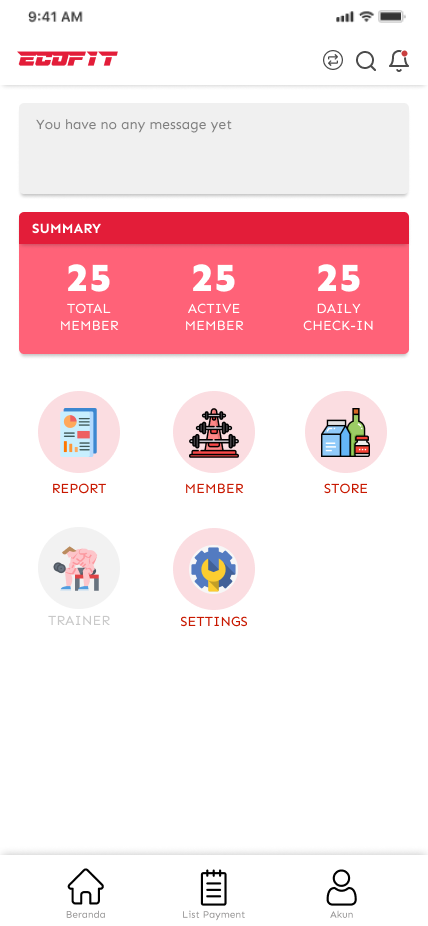 9:41 AM
ECOFIT
You have no any message yet
SUMMARY
25 25 25
TOTAL MEMBER
ACTIVE MEMBER
DAILY CHECK-IN
REPORT MEMBER STORE
TRAINER SETTINGS
Beranda List Payment Akun